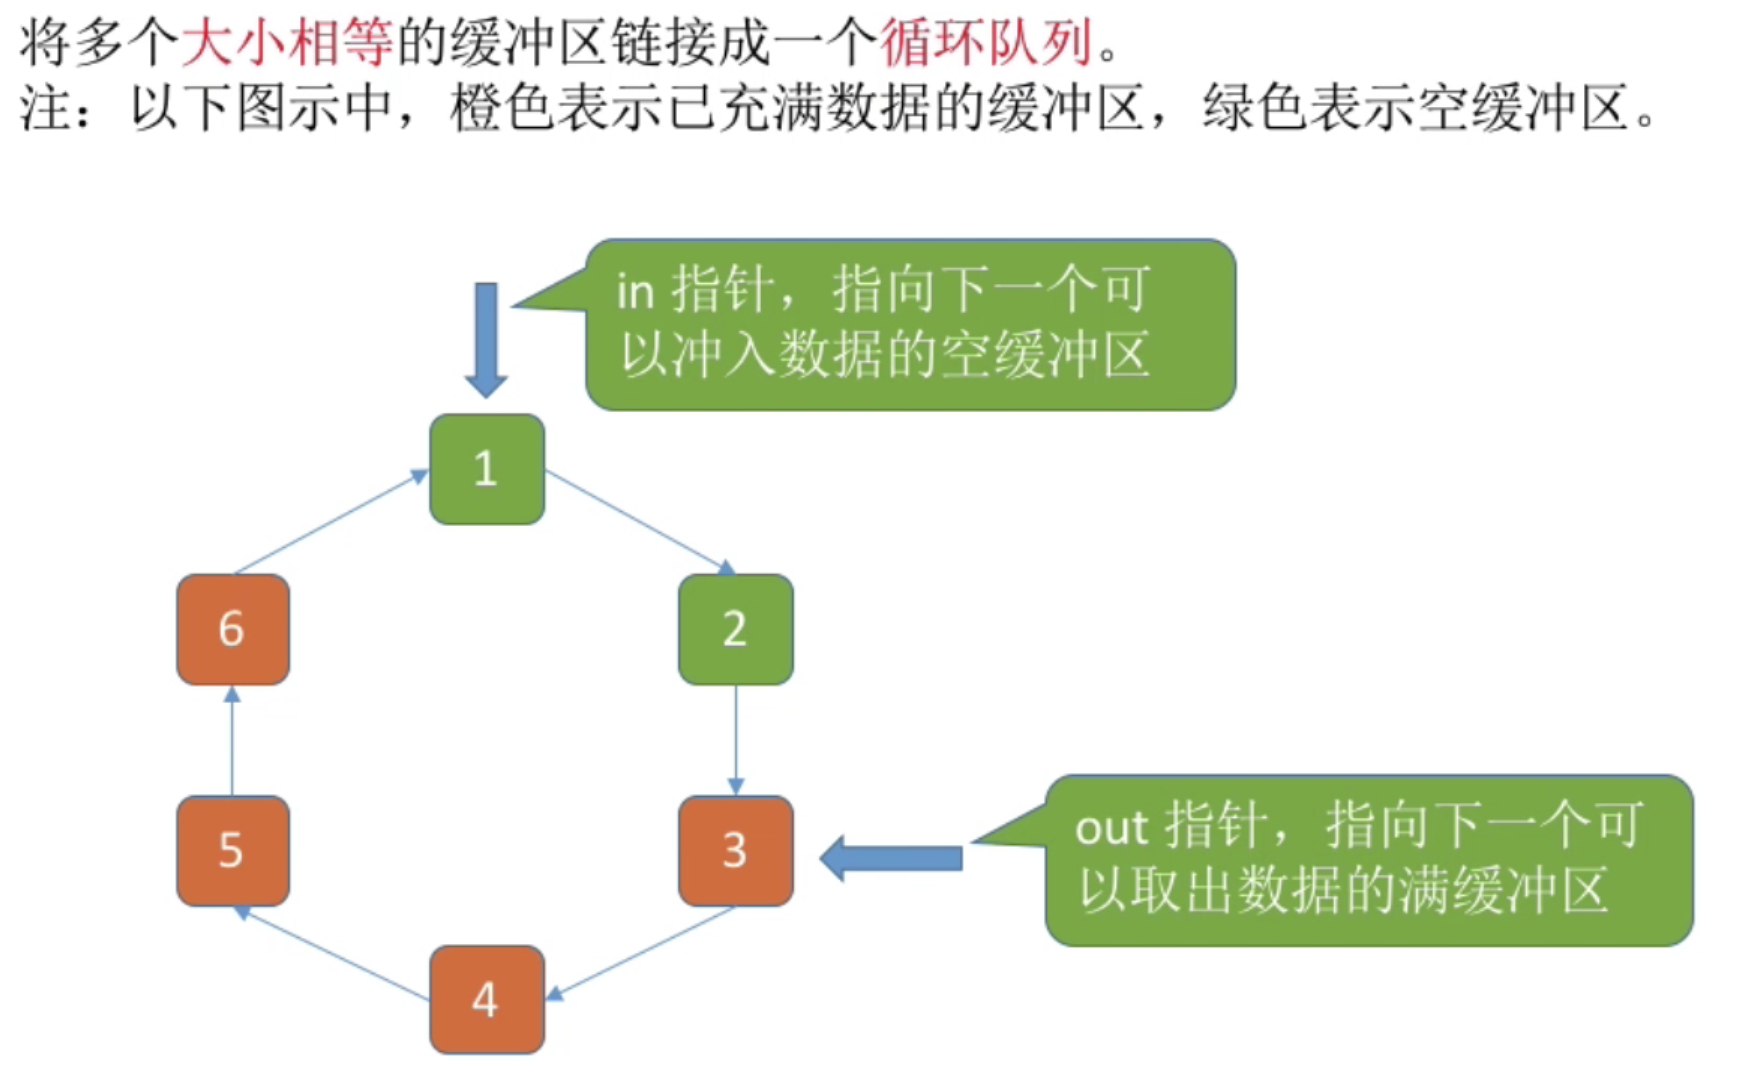 将多个大小相等的缓冲区链接成一个循环队列。
注：以下图示中，橙色表示已充满数据的缓冲区，绿色表示空缓冲区。
in 指针，指向下一个可
以冲入数据的空缓冲区
1
6
2
5
3
out 指针，指向下一个可
以取出数据的满缓冲区
4